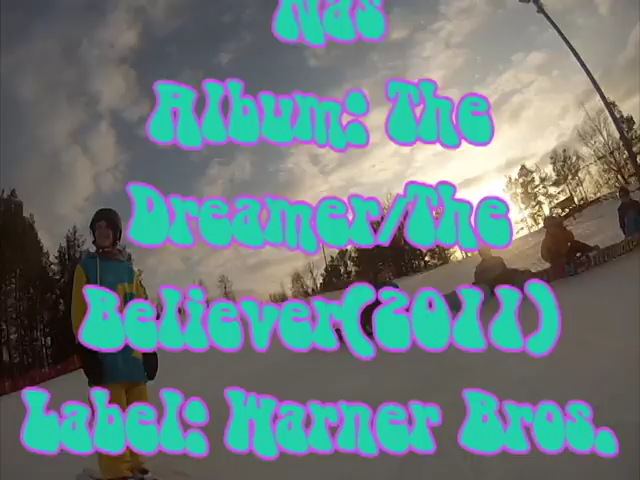 Nas
Album: The
Dreamer/The
Believer(2011)
Label: Warner Bros.